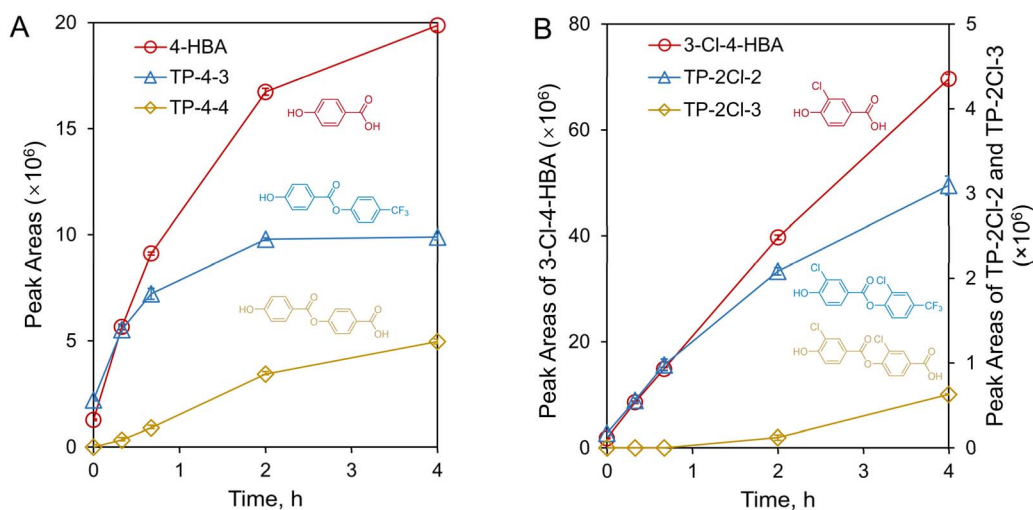 A
4-HBA
TP-4-3
TP-4-4
HO
O
OH
HO
O
O
CF₃
HO
O
O
O
OH
Peak Areas (×10⁶)
20
15
10
5
0
0
1
2
3
4
Time, h
B
3-Cl-4-HBA
TP-2Cl-2
TP-2Cl-3
Cl
HO
O
OH
Cl
HO
O
O
Cl
CF₃
Cl
HO
O
O
Cl
O
OH
Peak Areas of 3-Cl-4-HBA (×10⁶)
80
60
40
20
0
0
1
2
3
4
Time, h
5
4
3
2
1
0
Peak Areas of TP-2Cl-2 and TP-2Cl-3
(×10⁶)